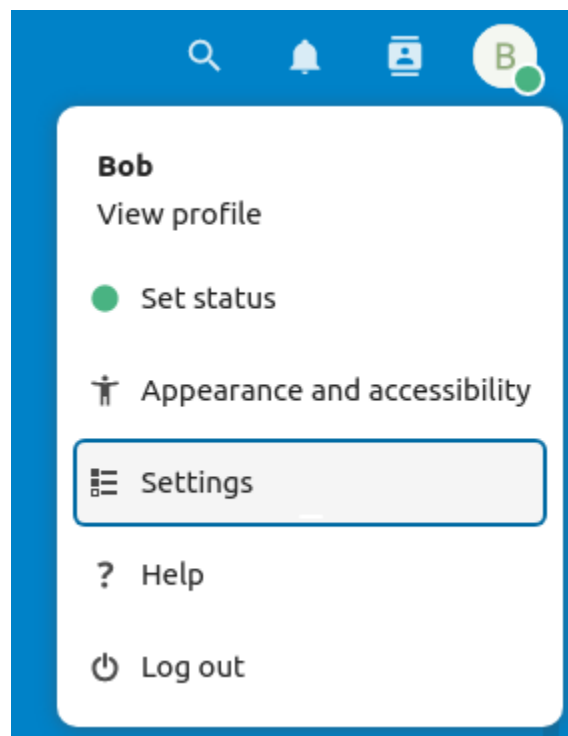 B
Bob
View profile
Set status
Appearance and accessibility
Settings
? Help
Log out